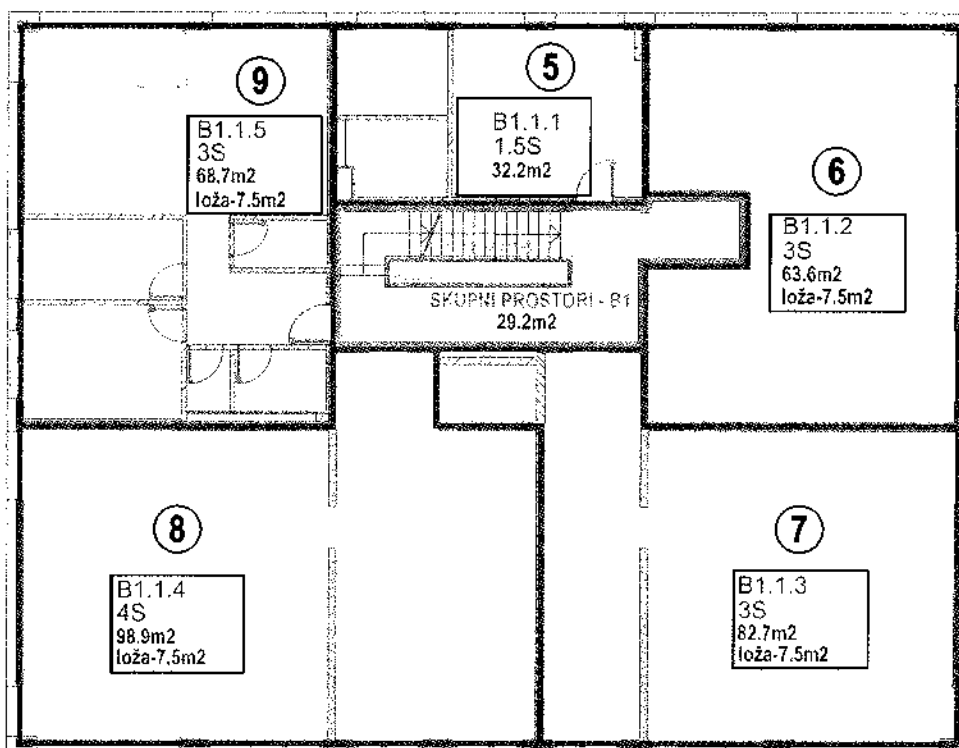 9
B1.1.5
3S
68.7m2
loža-7.5m2
5
B1.1.1
1.5S
32.2m2
6
B1.1.2
3S
63.6m2
loža-7.5m2
SKUPNI PROSTORI - B1
29.2m2
8
B1.1.4
4S
98.9m2
loža-7,5m2
7
B1.1.3
3S
82.7m2
loža-7.5m2